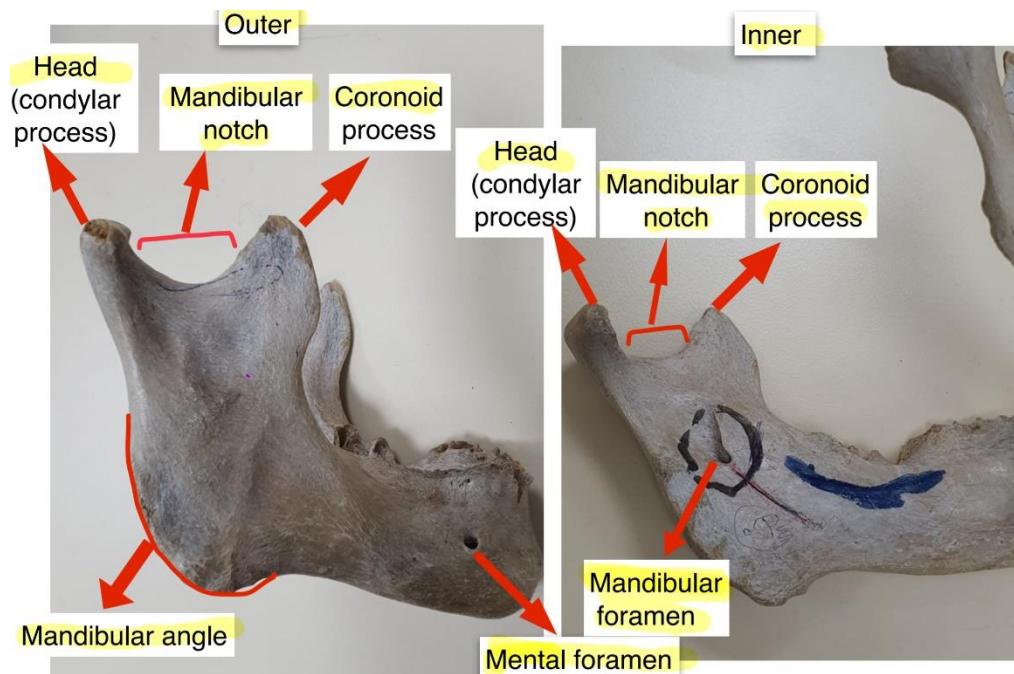 Outer
Head
(condylar
process)
Mandibular
notch
Coronoid
process
Mandibular angle
Mental foramen
Inner
Head
(condylar
process)
Mandibular
notch
Coronoid
process
Mandibular
foramen